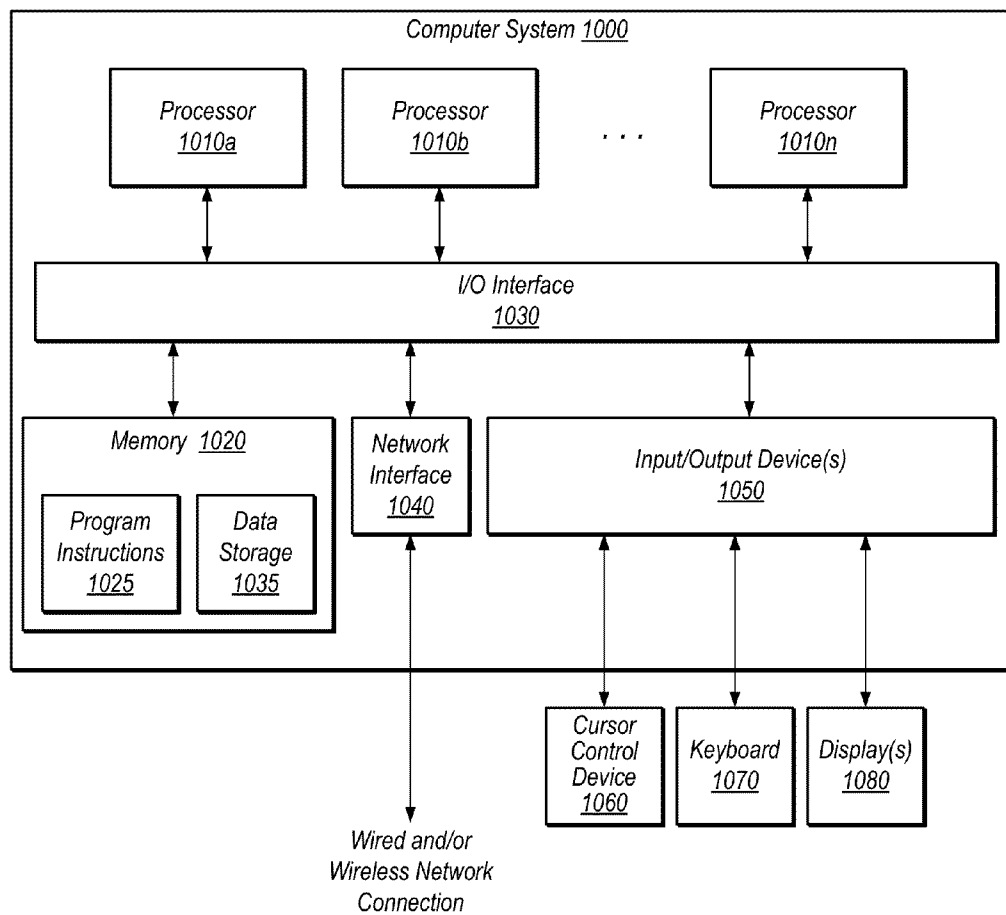 Computer System 1000
Processor
1010a
Processor
1010b
. . .
Processor
1010n
I/O Interface
1030
Memory 1020
Program
Instructions
1025
Data
Storage
1035
Network
Interface
1040
Input/Output Device(s)
1050
Cursor
Control
Device
1060
Keyboard
1070
Display(s)
1080
Wired and/or
Wireless Network
Connection